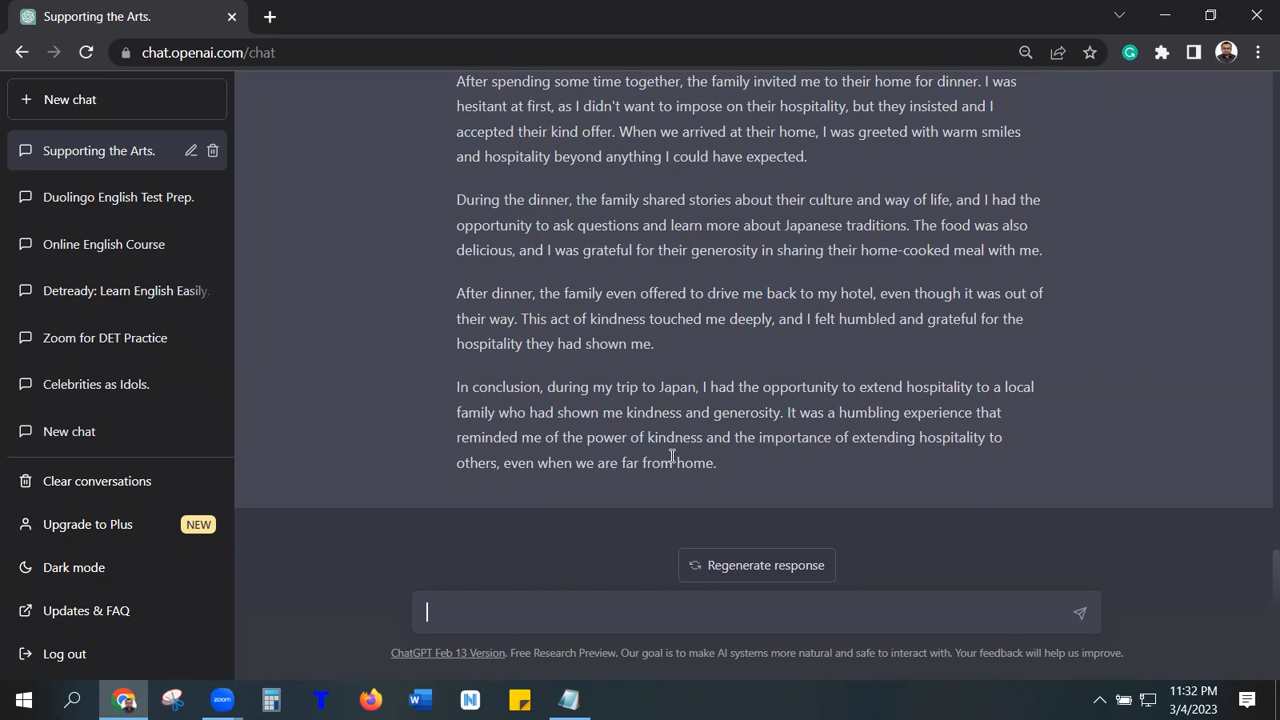 Supporting the Arts.
chat.openai.com/chat
New chat
Supporting the Arts.
Duolingo English Test Prep.
Online English Course
Detready: Learn English Easily.
Zoom for DET Practice
Celebrities as Idols.
New chat
Clear conversations
Upgrade to Plus NEW
Dark mode
Updates & FAQ
Log out
After spending some time together, the family invited me to their home for dinner. I was
hesitant at first, as I didn't want to impose on their hospitality, but they insisted and I
accepted their kind offer. When we arrived at their home, I was greeted with warm smiles
and hospitality beyond anything I could have expected.
During the dinner, the family shared stories about their culture and way of life, and I had the
opportunity to ask questions and learn more about Japanese traditions. The food was also
delicious, and I was grateful for their generosity in sharing their home-cooked meal with me.
After dinner, the family even offered to drive me back to my hotel, even though it was out of
their way. This act of kindness touched me deeply, and I felt humbled and grateful for the
hospitality they had shown me.
In conclusion, during my trip to Japan, I had the opportunity to extend hospitality to a local
family who had shown me kindness and generosity. It was a humbling experience that
reminded me of the power of kindness and the importance of extending hospitality to
others, even when we are far from home.
Regenerate response
ChatGPT Feb 13 Version. Free Research Preview. Our goal is to make AI systems more natural and safe to interact with. Your feedback will help us improve.
zoom
11:32 PM
3/4/2023